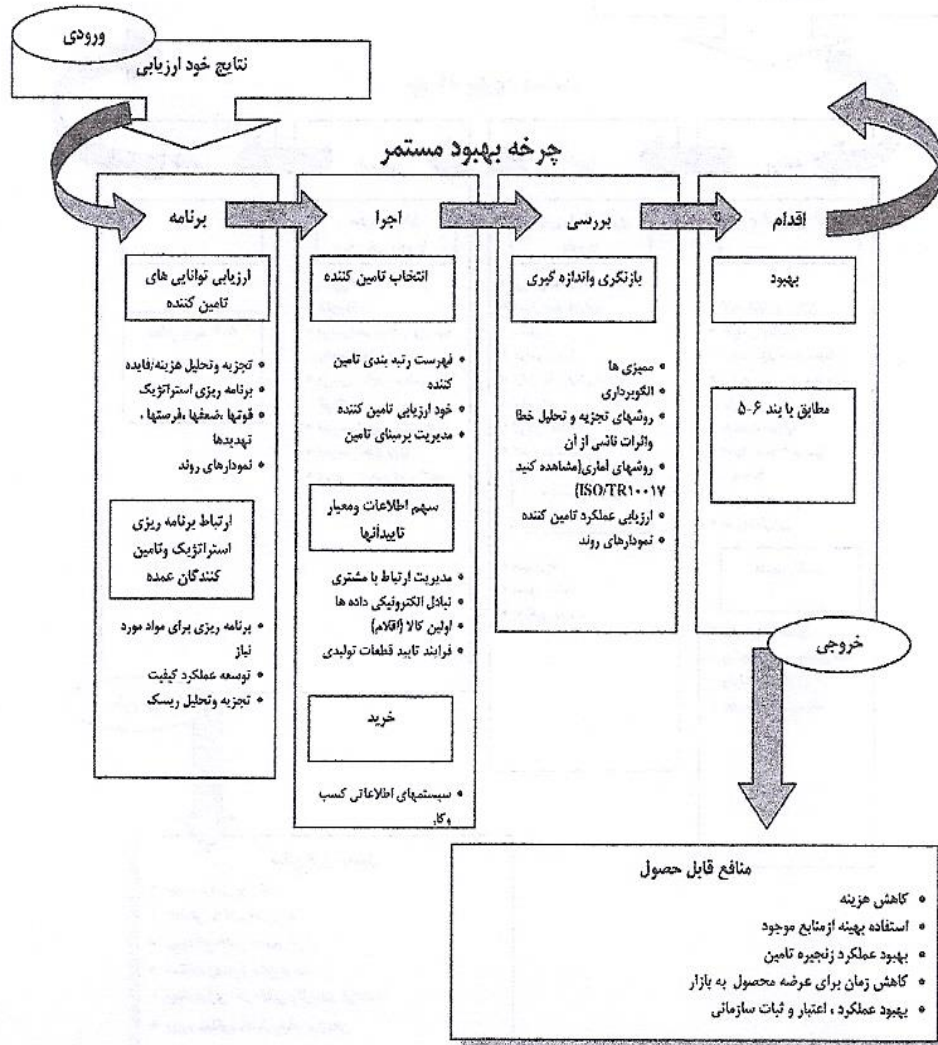 ورودی
نتایج خود ارزیابی
چرخه بهبود مستمر
برنامه
ارزیابی توانایی های
تامین کننده
• تجزیه وتحلیل هزینه/فایده
• برنامه ریزی استراتژیک
• قوتها ،ضعفها ،فرستها ،
تهدیدها
• نمودارهای روند
ارتباط برنامه ریزی
استراتژیک وتامین
کنندگان عمده
• برنامه ریزی برای مواد مورد
نیاز
• توسعه عملکرد کیفیت
• تجزیه وتحلیل ریسک
اجرا
انتخاب تامین کننده
• فهرست رتبه بندی تامین
کننده
• خود ارزیابی تامین کننده
• مدیریت برمبنای تامین
سهم اطلاعات ومعیار
تاییدآنها
• مدیریت ارتباط با مشتری
• تبادل الکترونیکی داده ها
• اولین کالا (اقلام)
• فرایند تایید قطعات تولیدی
خرید
• سیستمهای اطلاعاتی کسب
وکار
بررسی
بازنگری واندازه گیری
• ممیزی ها
• الگوبرداری
• روشهای تجزیه و تحلیل خطا
واثرات ناشی از آن
• روشهای آماری(مشاهده کنید
ISO/TR۱۰۰۱۷)
• ارزیابی عملکرد تامین کننده
• نمودارهای روند
اقدام
بهبود
مطابق با بند ۶-۵
خروجی
منافع قابل حصول
• کاهش هزینه
• استفاده بهینه ازمنابع موجود
• بهبود عملکرد زنجیره تامین
• کاهش زمان برای عرضه محصول به بازار
• بهبود عملکرد ، اعتبار و ثبات سازمانی